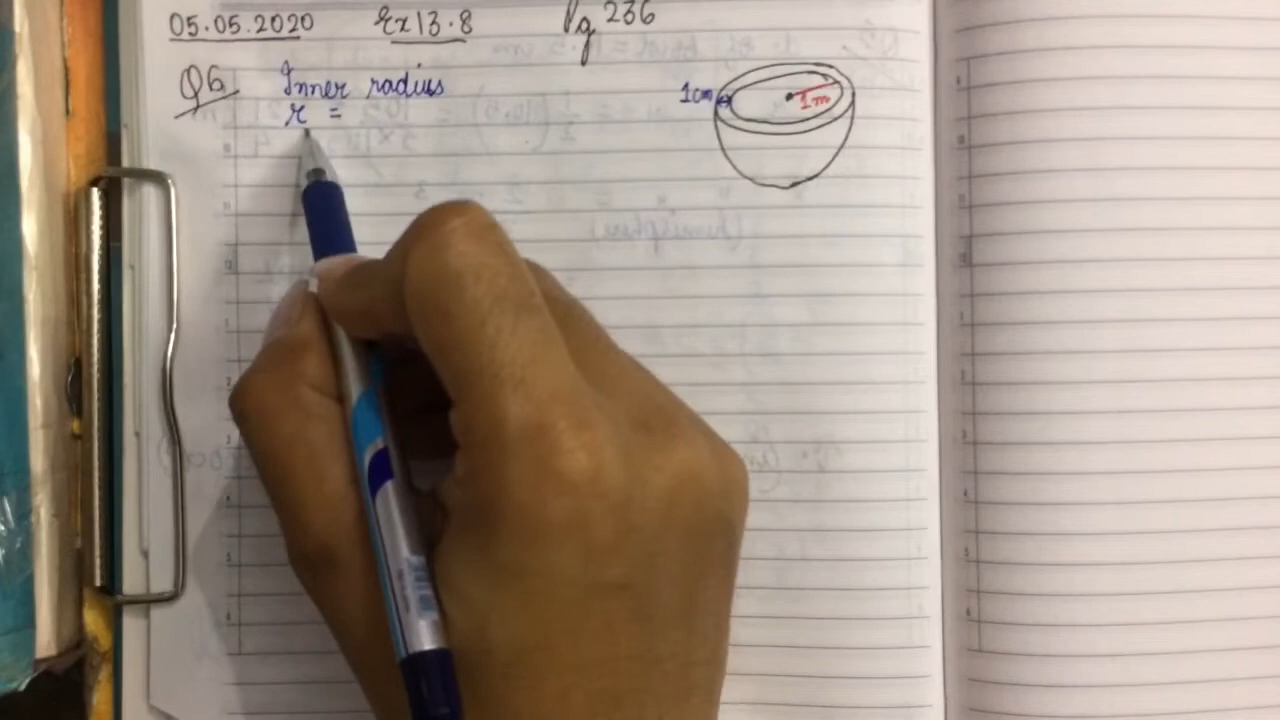 05.05.2020 Ex 13.8 Pg 236
Q6 Inner radius
r =
1cm
1m